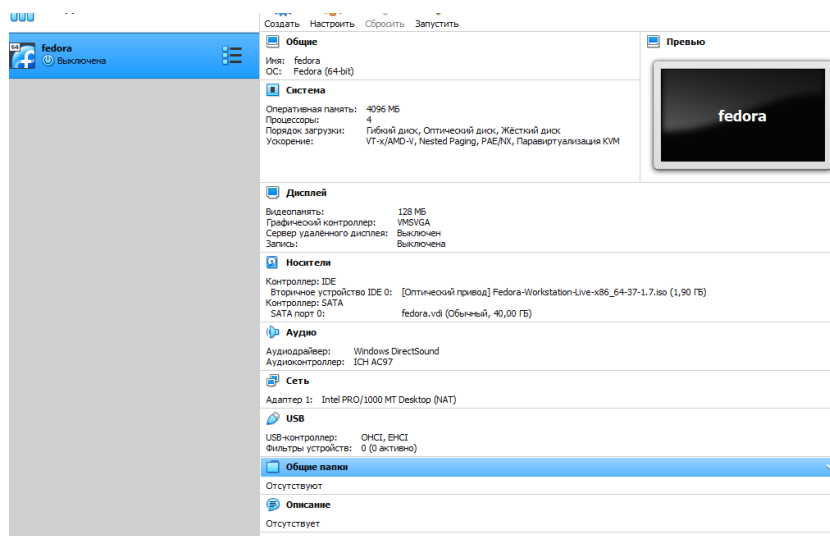 Создать Настроить Сбросить Запустить
64
fedora
Выключена
Общие
Имя: fedora
ОС: Fedora (64-bit)
Превью
fedora
Система
Оперативная память: 4096 МБ
Процессоры: 4
Порядок загрузки: Гибкий диск, Оптический диск, Жёсткий диск
Ускорение: VT-x/AMD-V, Nested Paging, PAE/NX, Паравиртуализация KVM
Дисплей
Видеопамять: 128 МБ
Графический контроллер: VMSVGA
Сервер удалённого дисплея: Выключен
Запись: Выключена
Носители
Контроллер: IDE
Вторичное устройство IDE 0: [Оптический привод] Fedora-Workstation-Live-x86_64-37-1.7.iso (1,90 ГБ)
Контроллер: SATA
SATA порт 0: fedora.vdi (Обычный, 40,00 ГБ)
Аудио
Аудиодрайвер: Windows DirectSound
Аудиоконтроллер: ICH AC97
Сеть
Адаптер 1: Intel PRO/1000 MT Desktop (NAT)
USB
USB-контроллер: OHCI, EHCI
Фильтры устройств: 0 (0 активно)
Общие папки
Отсутствуют
Описание
Отсутствует